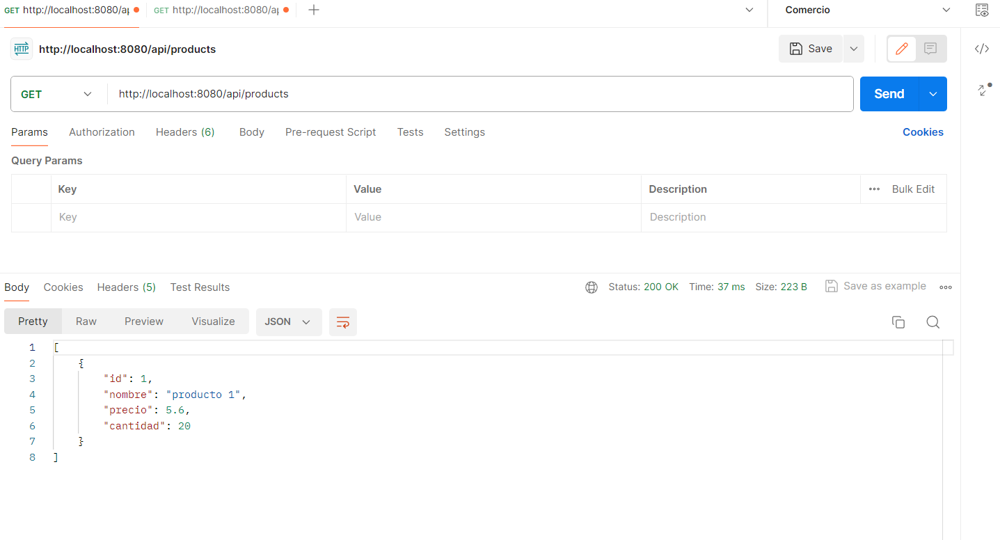 GET http://localhost:8080/ap GET http://localhost:8080/ap Comercio
HTTP http://localhost:8080/api/products Save
GET http://localhost:8080/api/products Send
Params Authorization Headers (6) Body Pre-request Script Tests Settings Cookies
Query Params
Key Value Description Bulk Edit
Key Value Description
Body Cookies Headers (5) Test Results Status: 200 OK Time: 37 ms Size: 223 B Save as example
Pretty Raw Preview Visualize JSON
1 [
2 {
3 "id": 1,
4 "nombre": "producto 1",
5 "precio": 5.6,
6 "cantidad": 20
7 }
8 ]